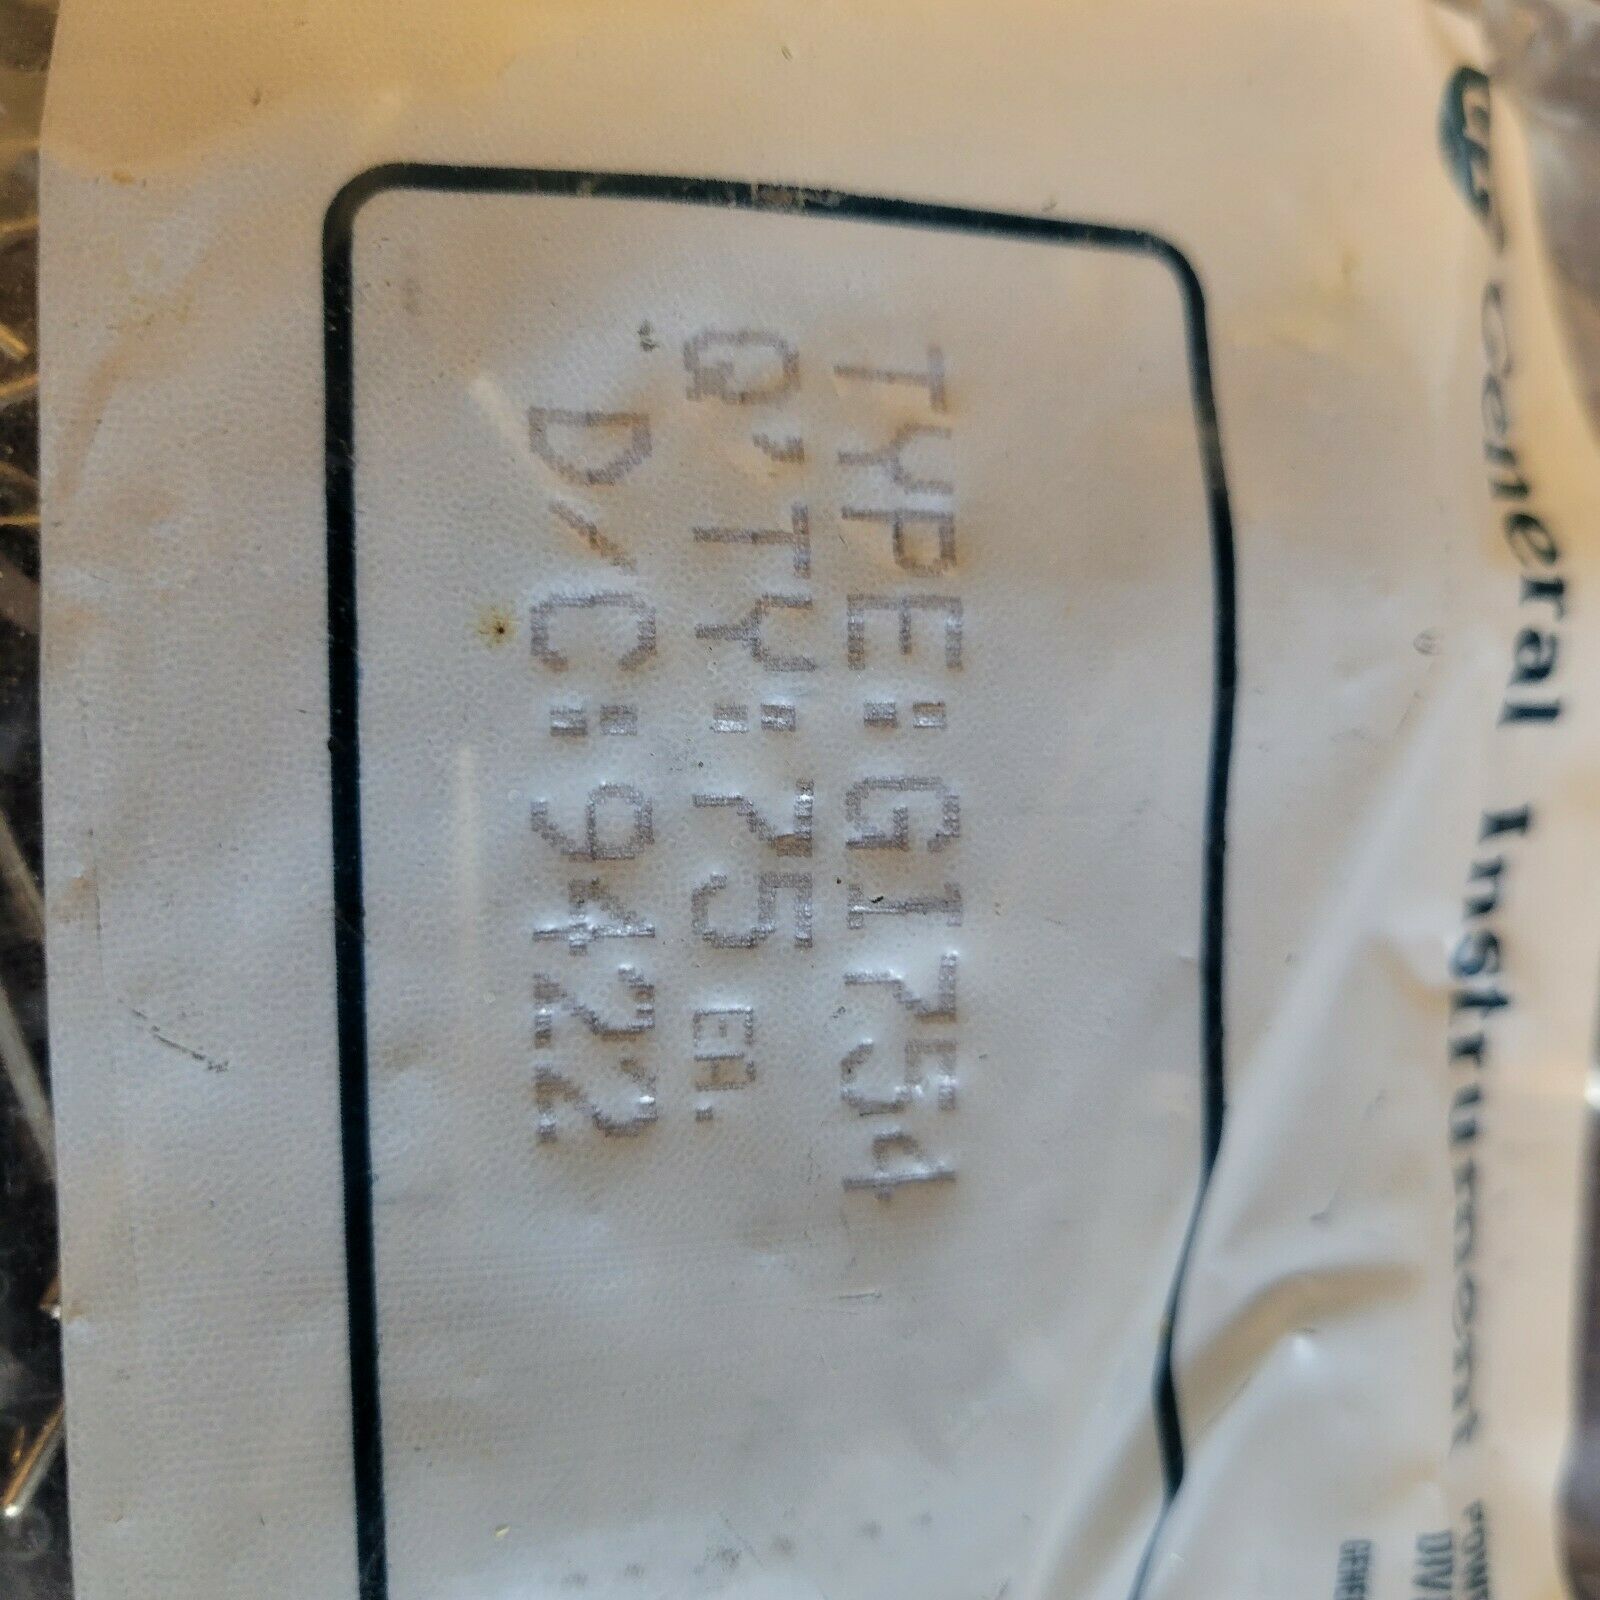 General Instrument
TYPE:GI754
Q'TY:75 EA.
D/C:9422